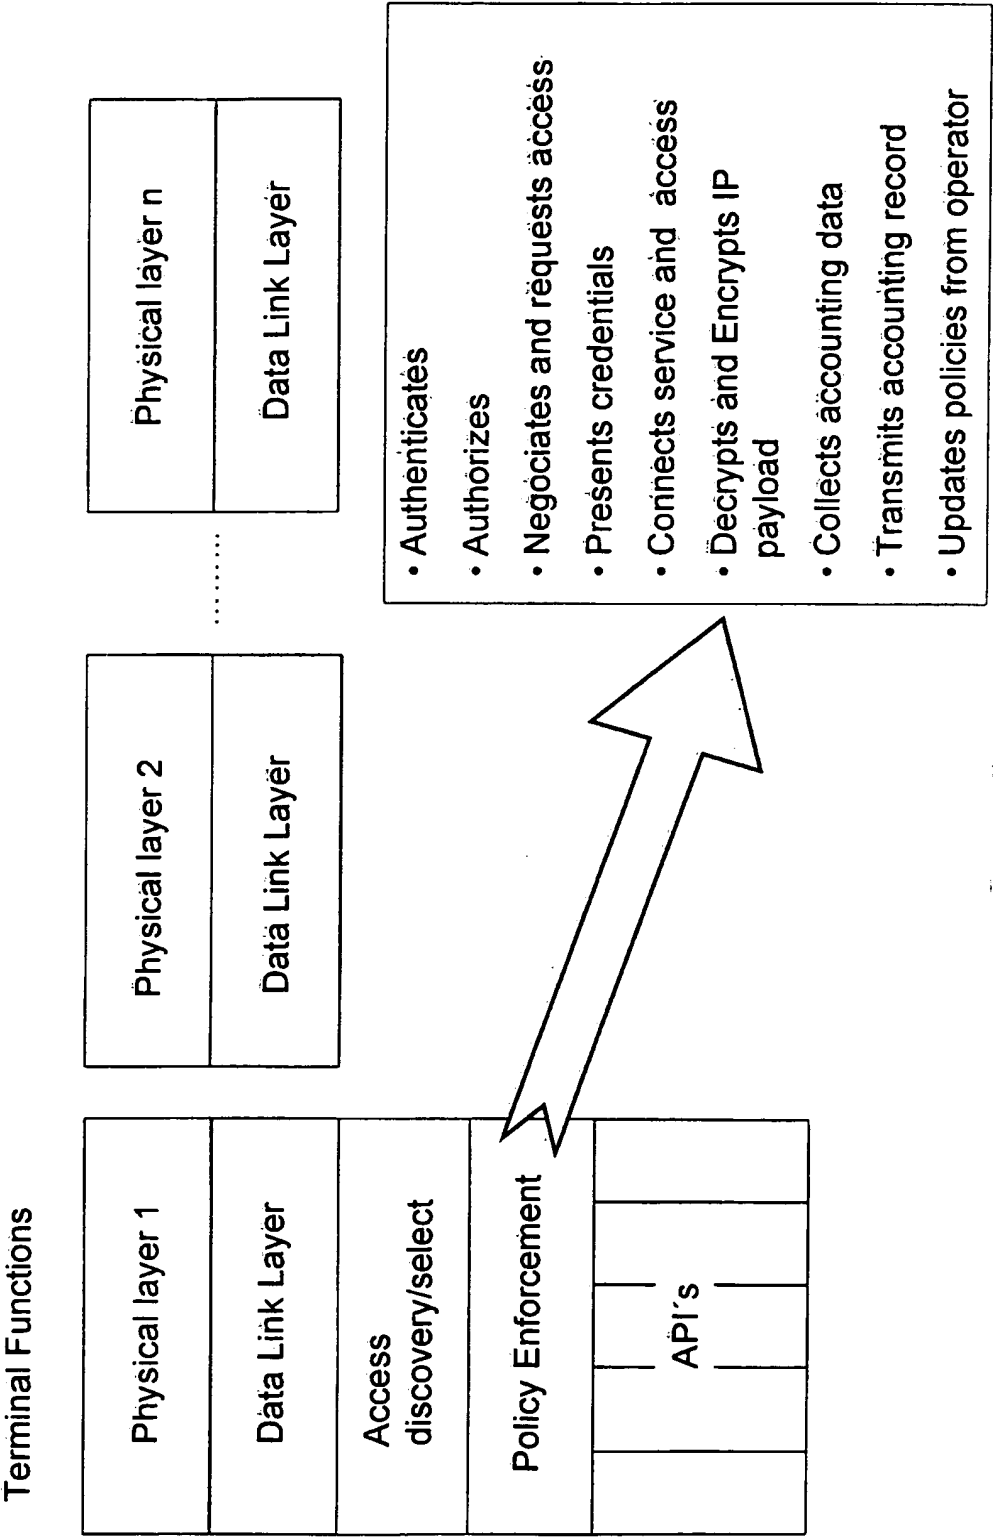 Terminal Functions
Physical layer 1
Data Link Layer
Access
discovery/select
Policy Enforcement
API´s
Physical layer 2
Data Link Layer
........
Physical layer n
Data Link Layer
• Authenticates
• Authorizes
• Negociates and requests access
• Presents credentials
• Connects service and access
• Decrypts and Encrypts IP
payload
• Collects accounting data
• Transmits accounting record
• Updates policies from operator